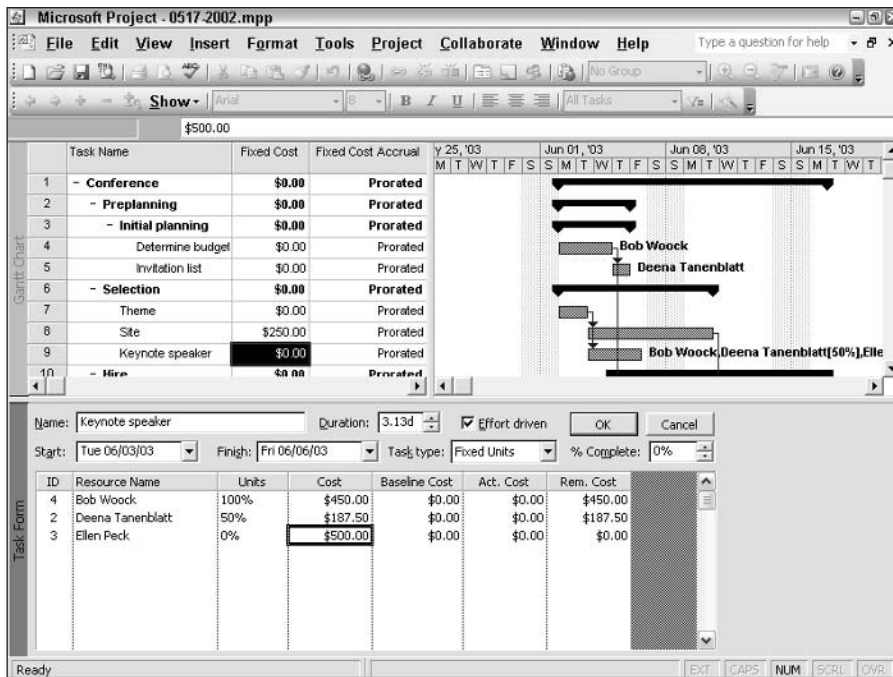 Microsoft Project - 0517-2002.mpp
File Edit View Insert Format Tools Project Collaborate Window Help Type a question for help
No Group
Show Arial 8 B I U All Tasks
$500.00
Task Name Fixed Cost Fixed Cost Accrual y 25, '03 Jun 01, '03 Jun 08, '03 Jun 15, '03
M T W T F S S M T W T F S S M T W T F S S M T W T
1 - Conference $0.00 Prorated
2 - Preplanning $0.00 Prorated
3 - Initial planning $0.00 Prorated
4 Determine budget $0.00 Prorated Bob Woock
5 Invitation list $0.00 Prorated Deena Tanenblatt
6 - Selection $0.00 Prorated
7 Theme $0.00 Prorated
8 Site $250.00 Prorated
9 Keynote speaker $0.00 Prorated Bob Woock,Deena Tanenblatt[50%],Elle
10 - Hire $0.00 Prorated
Gantt Chart
Name: Keynote speaker Duration: 3.13d Effort driven OK Cancel
Start: Tue 06/03/03 Finish: Fri 06/06/03 Task type: Fixed Units % Complete: 0%
ID Resource Name Units Cost Baseline Cost Act. Cost Rem. Cost
4 Bob Woock 100% $450.00 $0.00 $0.00 $450.00
2 Deena Tanenblatt 50% $187.50 $0.00 $0.00 $187.50
3 Ellen Peck 0% $500.00 $0.00 $0.00 $0.00
Task Form
Ready EXT CAPS NUM SCRL OVR